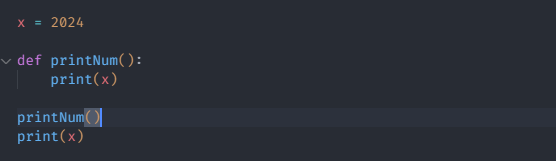 x = 2024
def printNum():
    print(x)
printNum()
print(x)